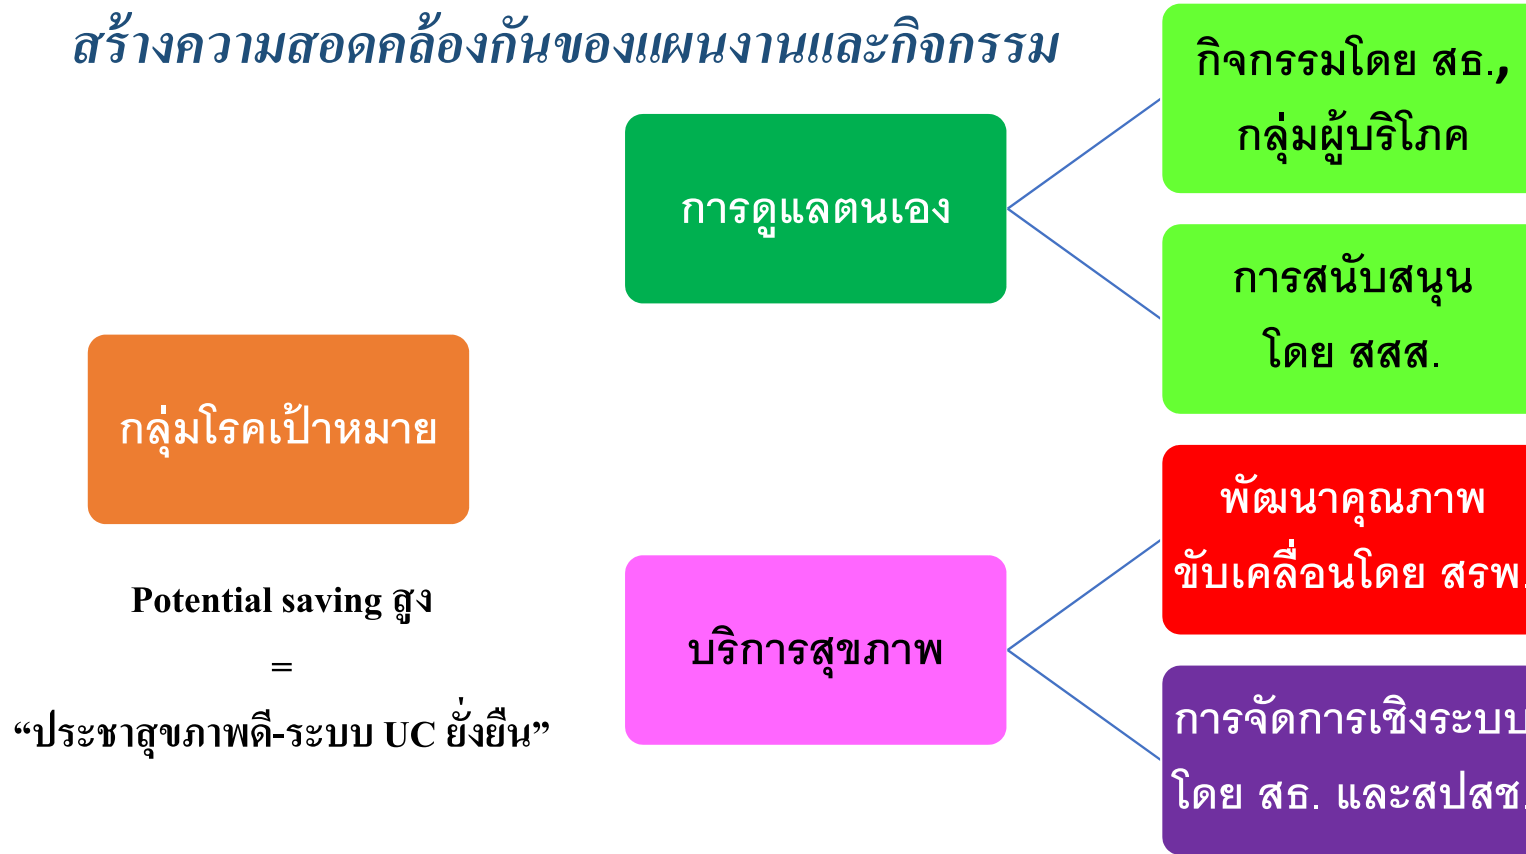 สร้างความสอดคล้องกันของแผนงานและกิจกรรม
กลุ่มโรคเป้าหมาย
Potential saving สูง
=
“ประชาสุขภาพดี-ระบบ UC ยั่งยืน”
การดูแลตนเอง
กิจกรรมโดย สธ.,
กลุ่มผู้บริโภค
การสนับสนุน
โดย สสส.
บริการสุขภาพ
พัฒนาคุณภาพ
ขับเคลื่อนโดย สรพ.
การจัดการเชิงระบบ
โดย สธ. และสปสช.